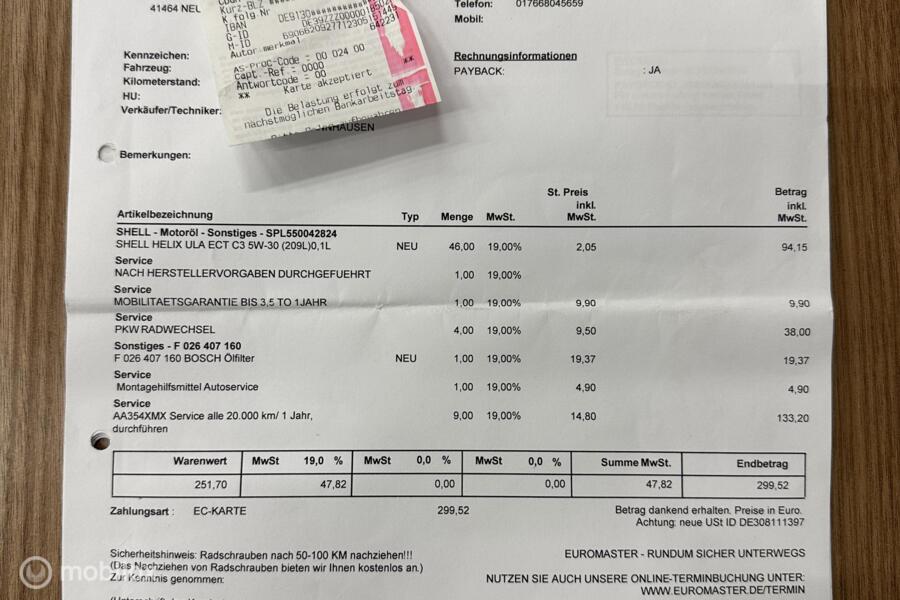 41464 NEU
Kurz-BLZ
K folg Nr
IBAN
G-ID
M-ID
Autor.merkmal
AS-Proc-Code = 00 024 00
Capt.-Ref.= 0000
Antwortcode = 00
** Karte akzeptiert **
Die Belastung erfolgt zum
nächstmöglichen Bankarbeitstag.
Telefon: 017668045659
Mobil:
Kennzeichen:
Fahrzeug:
Kilometerstand:
HU:
Verkäufer/Techniker:
Rechnungsinformationen
PAYBACK: : JA
Bemerkungen:
Artikelbezeichnung Typ Menge MwSt. St. Preis inkl. MwSt. Betrag inkl. MwSt.
SHELL - Motoröl - Sonstiges - SPL550042824
SHELL HELIX ULA ECT C3 5W-30 (209L)0,1L NEU 46,00 19,00% 2,05 94,15
Service
NACH HERSTELLERVORGABEN DURCHGEFUEHRT 1,00 19,00%
Service
MOBILITAETSGARANTIE BIS 3,5 TO 1JAHR 1,00 19,00% 9,90 9,90
Service
PKW RADWECHSEL 4,00 19,00% 9,50 38,00
Sonstiges - F 026 407 160
F 026 407 160 BOSCH Ölfilter NEU 1,00 19,00% 19,37 19,37
Service
Montagehilfsmittel Autoservice 1,00 19,00% 4,90 4,90
Service
AA354XMX Service alle 20.000 km/ 1 Jahr, 9,00 19,00% 14,80 133,20
durchführen
Warenwert MwSt 19,0 % MwSt 0,0 % MwSt 0,0 % Summe MwSt. Endbetrag
251,70 47,82 0,00 0,00 47,82 299,52
Zahlungsart : EC-KARTE 299,52 Betrag dankend erhalten. Preise in Euro.
Achtung: neue USt ID DE308111397
Sicherheitshinweis: Radschrauben nach 50-100 KM nachziehen!!!
(Das Nachziehen von Radschrauben bieten wir Ihnen kostenlos an.)
Zur Kenntnis genommen:
EUROMASTER - RUNDUM SICHER UNTERWEGS
NUTZEN SIE AUCH UNSERE ONLINE-TERMINBUCHUNG UNTER:
WWW.EUROMASTER.DE/TERMIN